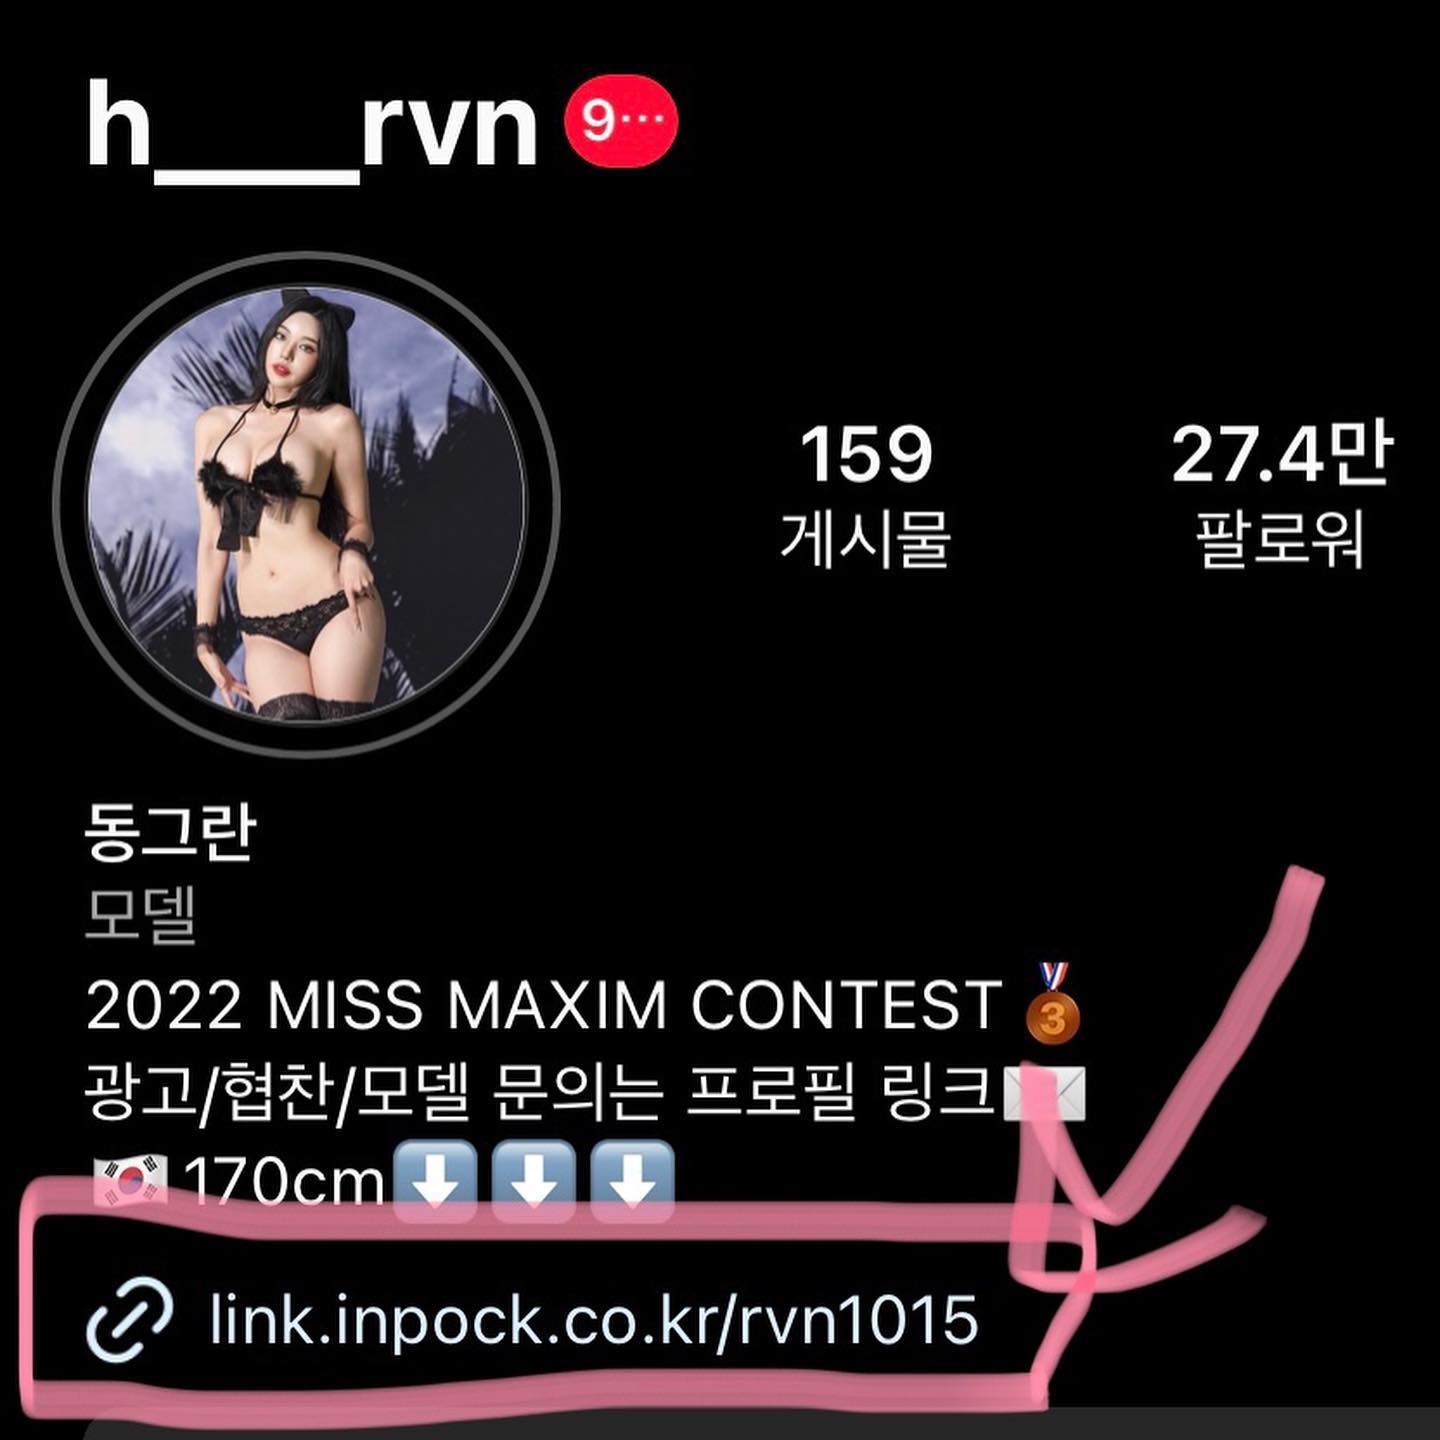 h____rvn 9…
159
게시물
27.4만
팔로워
동그란
모델
2022 MISS MAXIM CONTEST 3
광고/협찬/모델 문의는 프로필 링크
170cm
link.inpock.co.kr/rvn1015